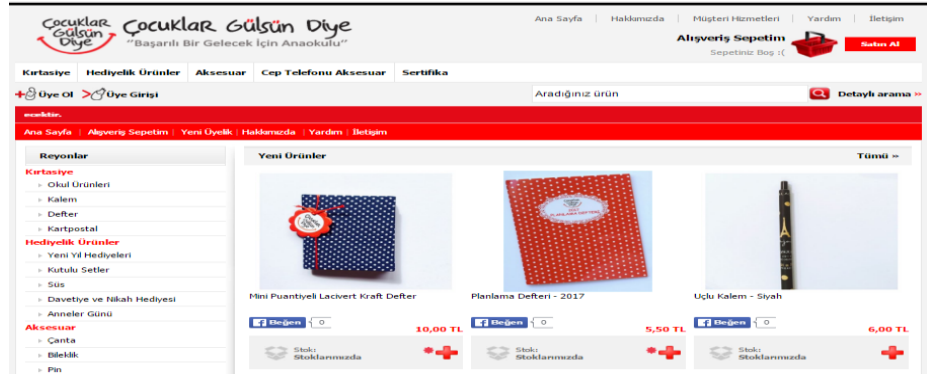 Ana Sayfa | Hakkımızda | Müşteri Hizmetleri | Yardım | İletişim
Çocuklar Gülsün Diye
Çocuklar Gülsün Diye
"Başarılı Bir Gelecek İçin Anaokulu"
Alışveriş Sepetim
Sepetiniz Boş :(
Satın Al
Kırtasiye Hediyelik Ürünler Aksesuar Cep Telefonu Aksesuar Sertifika
Üye Ol Üye Girişi
Aradığınız ürün
Detaylı arama »
ecektir.
Ana Sayfa | Alışveriş Sepetim | Yeni Üyelik | Hakkımızda | Yardım | İletişim
Reyonlar
Kırtasiye
Okul Ürünleri
Kalem
Defter
Kartpostal
Hediyelik Ürünler
Yeni Yıl Hediyeleri
Kutulu Setler
Süs
Davetiye ve Nikah Hediyesi
Anneler Günü
Aksesuar
Çanta
Bileklik
Pin
Yeni Ürünler
Tümü »
Çocuklar Gülsün Diye
PLANLAMA DEFTERİ
Mini Puantiyeli Lacivert Kraft Defter
Beğen 0
10,00 TL
Stok:
Stoklarımızda
Planlama Defteri - 2017
Beğen 0
5,50 TL
Stok:
Stoklarımızda
Uçlu Kalem - Siyah
Beğen 0
6,00 TL
Stok:
Stoklarımızda